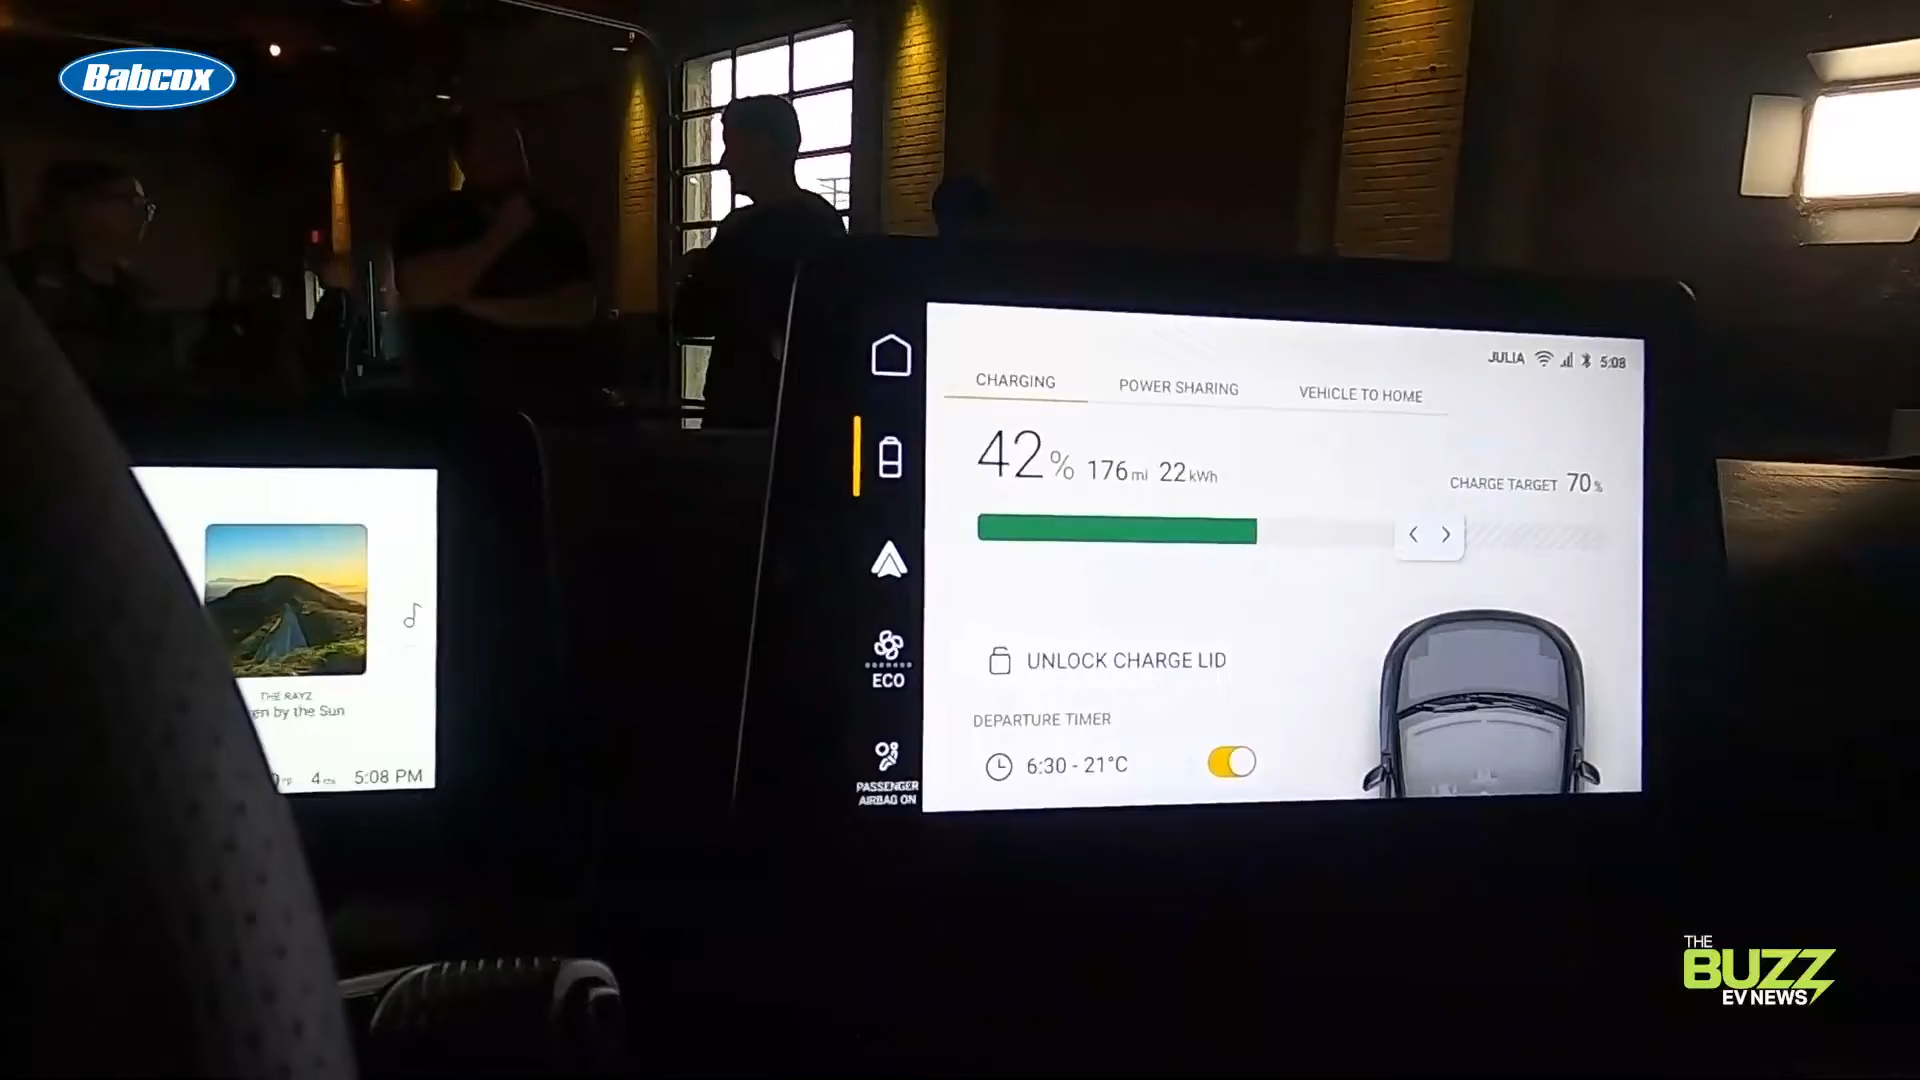 Babcox
JULIA 5:08
CHARGING POWER SHARING VEHICLE TO HOME
42% 176 mi 22 kWh
CHARGE TARGET 70%
UNLOCK CHARGE LID
DEPARTURE TIMER
6:30 - 21°C
ECO
PASSENGER
AIRBAG ON
THE RAYZ
by the Sun
5:08 PM
THE
BUZZ
EV NEWS